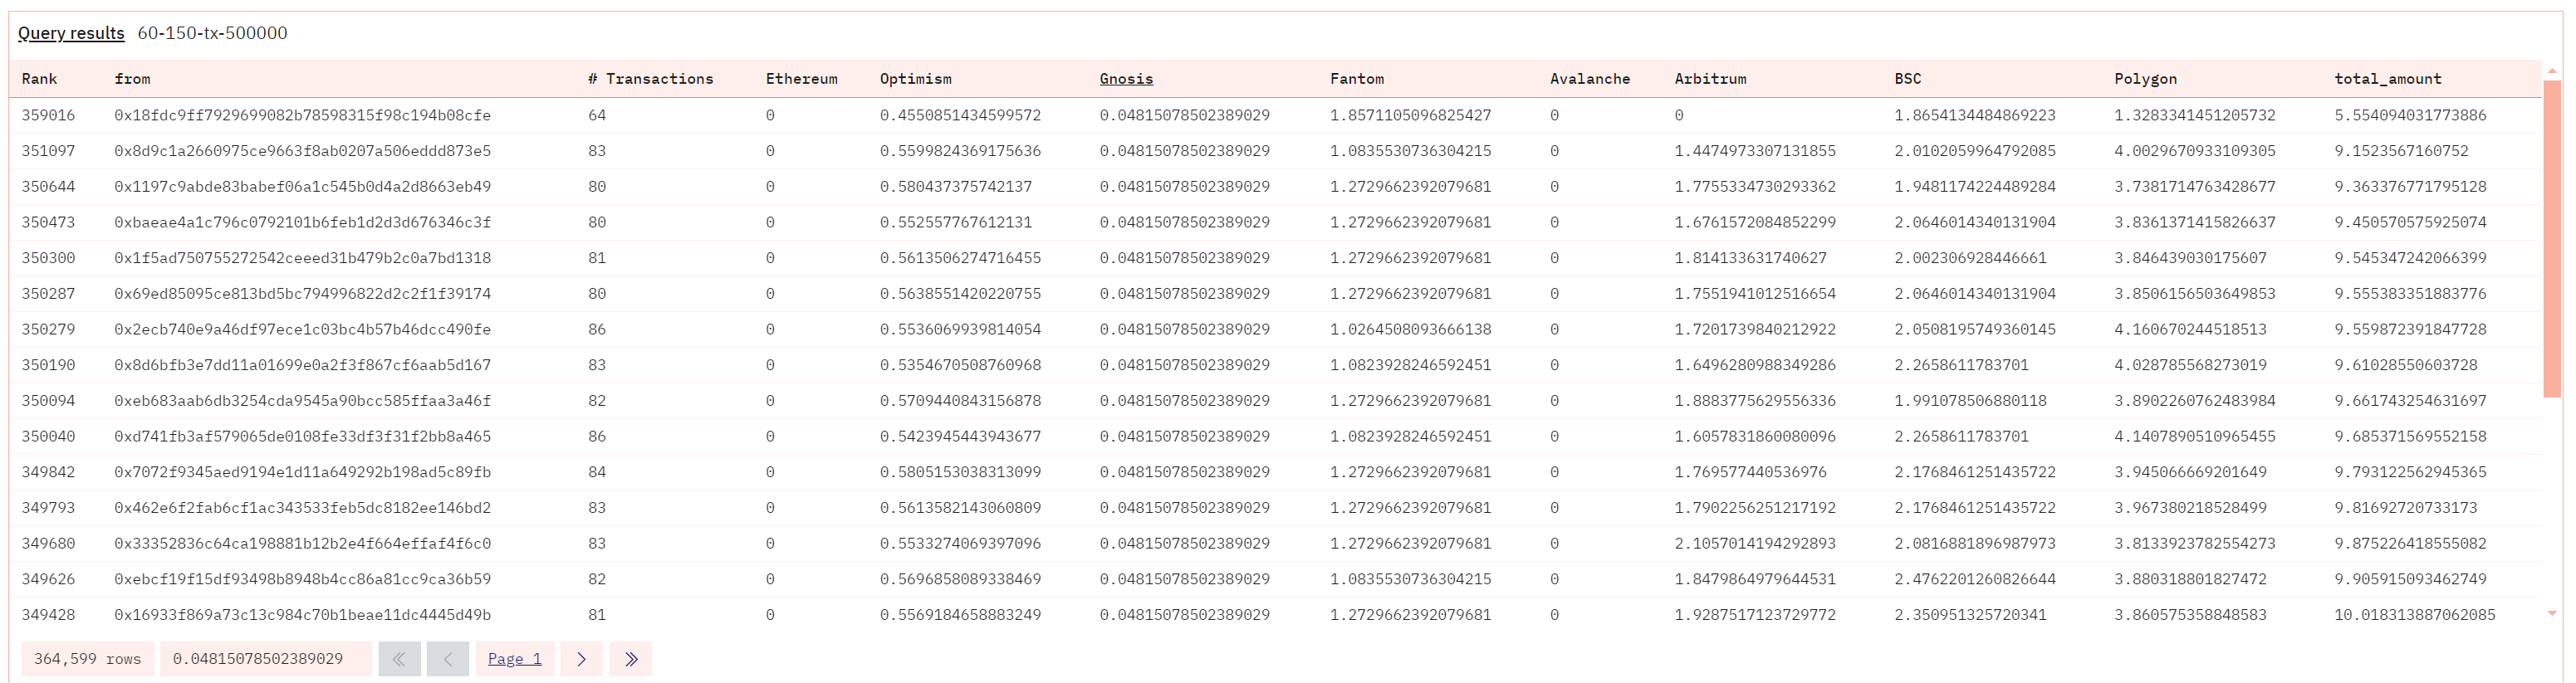 Query results 60-150-tx-500000
Rank from # Transactions Ethereum Optimism Gnosis Fantom Avalanche Arbitrum BSC Polygon total_amount
359016 0x18fdc9ff7929699082b78598315f98c194b08cfe 64 0 0.4550851434599572 0.04815078502389029 1.8571105096825427 0 0 1.8654134484869223 1.3283341451205732 5.554094031773886
351097 0x8d9c1a2660975ce9663f8ab0207a506eddd873e5 83 0 0.5599824369175636 0.04815078502389029 1.0835530736304215 0 1.4474973307131855 2.0102059964792085 4.0029670933109305 9.1523567160752
350644 0x1197c9abde83babef06a1c545b0d4a2d8663eb49 80 0 0.580437375742137 0.04815078502389029 1.2729662392079681 0 1.7755334730293362 1.9481174224489284 3.7381714763428677 9.363376771795128
350473 0xbaeae4a1c796c0792101b6feb1d2d3d676346c3f 80 0 0.552557767612131 0.04815078502389029 1.2729662392079681 0 1.6761572084852299 2.0646014340131904 3.8361371415826637 9.450570575925074
350300 0x1f5ad750755272542ceeed31b479b2c0a7bd1318 81 0 0.5613506274716455 0.04815078502389029 1.2729662392079681 0 1.814133631740627 2.002306928446661 3.846439030175607 9.545347242066399
350287 0x69ed85095ce813bd5bc794996822d2c2f1f39174 80 0 0.5638551420220755 0.04815078502389029 1.2729662392079681 0 1.7551941012516654 2.0646014340131904 3.8506156503649853 9.555383351883776
350279 0x2ecb740e9a46df97ece1c03bc4b57b46dcc490fe 86 0 0.5536069939814054 0.04815078502389029 1.0264508093666138 0 1.7201739840212922 2.0508195749360145 4.160670244518513 9.559872391847728
350190 0x8d6bfb3e7dd11a01699e0a2f3f867cf6aab5d167 83 0 0.5354670508760968 0.04815078502389029 1.0823928246592451 0 1.6496280988349286 2.2658611783701 4.028785568273019 9.61028550603728
350094 0xeb683aab6db3254cda9545a90bcc585ffaa3a46f 82 0 0.5709440843156878 0.04815078502389029 1.2729662392079681 0 1.8883775629556336 1.991078506880118 3.8902260762483984 9.661743254631697
350040 0xd741fb3af579065de0108fe33df3f31f2bb8a465 86 0 0.5423945443943677 0.04815078502389029 1.0823928246592451 0 1.6057831860080096 2.2658611783701 4.1407890510965455 9.685371569552158
349842 0x7072f9345aed9194e1d11a649292b198ad5c89fb 84 0 0.5805153038313099 0.04815078502389029 1.2729662392079681 0 1.769577440536976 2.1768461251435722 3.945066669201649 9.793122562945365
349793 0x462e6f2fab6cf1ac343533feb5dc8182ee146bd2 83 0 0.5613582143060809 0.04815078502389029 1.2729662392079681 0 1.7902256251217192 2.1768461251435722 3.967380218528499 9.81692720733173
349680 0x33352836c64ca198881b12b2e4f664effaf4f6c0 83 0 0.5533274069397096 0.04815078502389029 1.2729662392079681 0 2.1057014194292893 2.0816881896987973 3.8133923782554273 9.875226418555082
349626 0xebcf19f15df93498b8948b4cc86a81cc9ca36b59 82 0 0.5696858089338469 0.04815078502389029 1.0835530736304215 0 1.8479864979644531 2.4762201260826644 3.880318801827472 9.905915093462749
349428 0x16933f869a73c13c984c70b1beae11dc4445d49b 81 0 0.5569184658883249 0.04815078502389029 1.2729662392079681 0 1.9287517123729772 2.350951325720341 3.860575358848583 10.018313887062085
364,599 rows 0.04815078502389029 Page 1